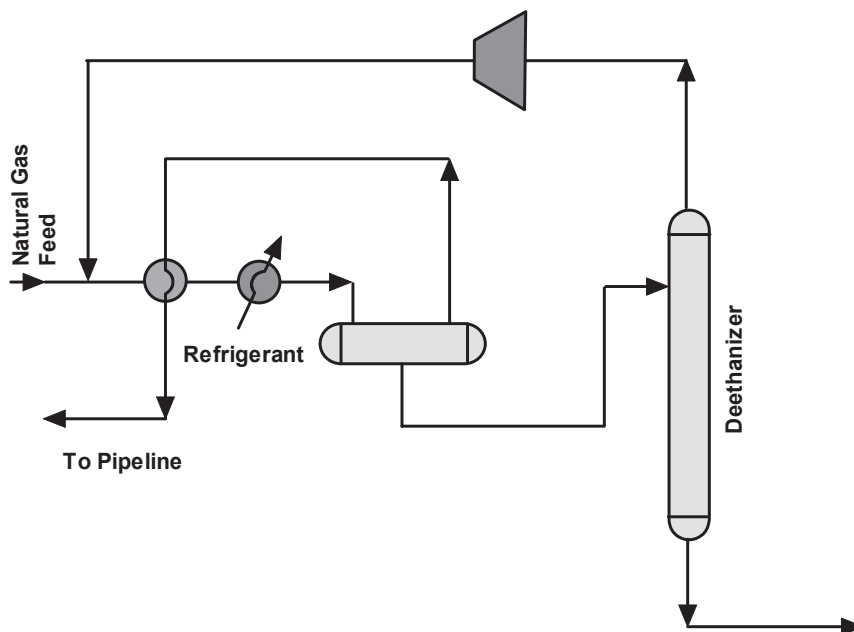 Natural Gas
Feed
Refrigerant
To Pipeline
Deethanizer